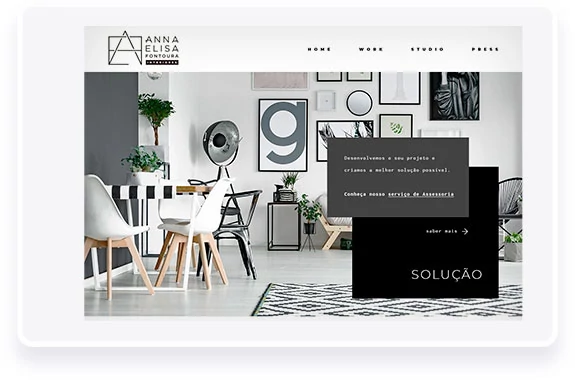 ANNA
ELISA
FONTOURA
INTERIORES
HOME WORK STUDIO PRESS
g
Desenvolvemos o seu projeto e
criamos a melhor solução possível.
Conheça nosso serviço de Assessoria
saber mais
SOLUÇÃO